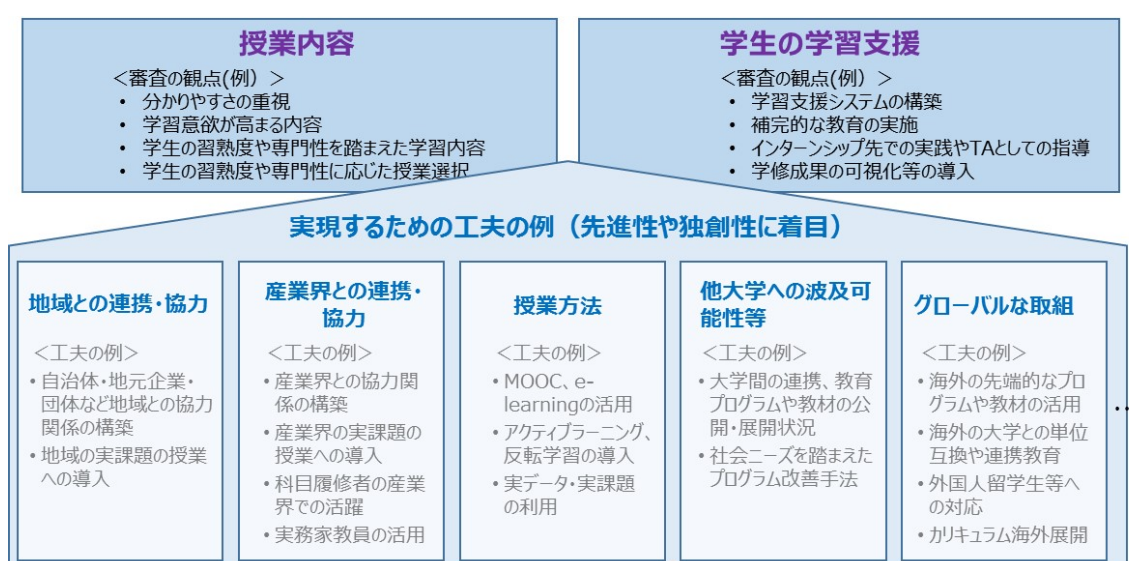 授業内容
＜審査の観点(例）＞
• 分かりやすさの重視
• 学習意欲が高まる内容
• 学生の習熟度や専門性を踏まえた学習内容
• 学生の習熟度や専門性に応じた授業選択
学生の学習支援
＜審査の観点(例）＞
• 学習支援システムの構築
• 補完的な教育の実施
• インターンシップ先での実践やTAとしての指導
• 学修成果の可視化等の導入
実現するための工夫の例（先進性や独創性に着目）
地域との連携・協力
＜工夫の例＞
• 自治体・地元企業・
団体など地域との協力
関係の構築
• 地域の実課題の授業
への導入
産業界との連携・
協力
＜工夫の例＞
• 産業界との協力関
係の構築
• 産業界の実課題の
授業への導入
• 科目履修者の産業
界での活躍
• 実務家教員の活用
授業方法
＜工夫の例＞
• MOOC、e-
learningの活用
• アクティブラーニング、
反転学習の導入
• 実データ・実課題
の利用
他大学への波及可
能性等
＜工夫の例＞
• 大学間の連携、教育
プログラムや教材の公
開・展開状況
• 社会ニーズを踏まえた
プログラム改善手法
グローバルな取組
＜工夫の例＞
• 海外の先端的なプロ
グラムや教材の活用
• 海外の大学との単位
互換や連携教育
• 外国人留学生等へ
の対応
• カリキュラム海外展開
‥